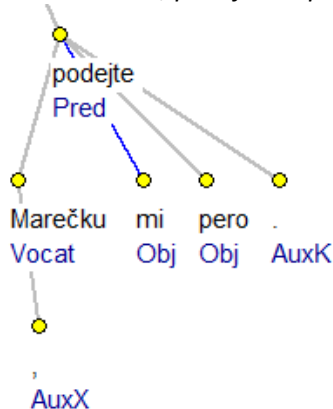 podejte
Pred
Marečku mi pero .
Vocat Obj Obj AuxK
,
AuxX